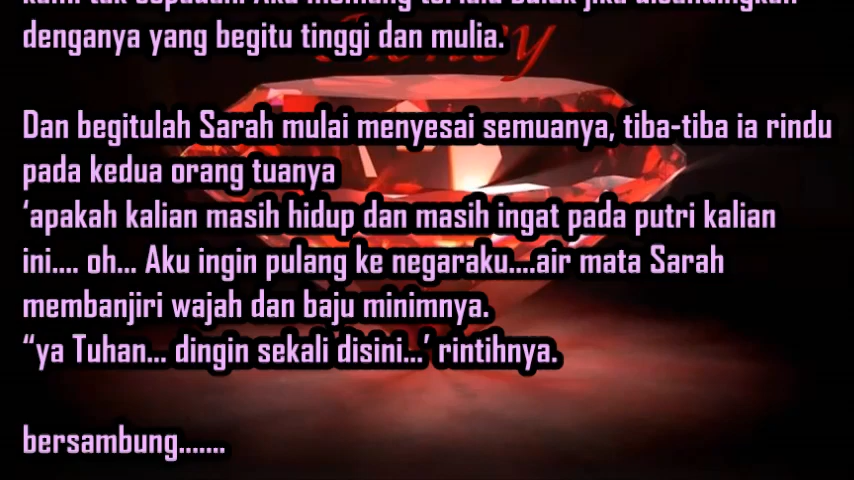 denganya yang begitu tinggi dan mulia.
Dan begitulah Sarah mulai menyesai semuanya, tiba-tiba ia rindu
pada kedua orang tuanya
‘apakah kalian masih hidup dan masih ingat pada putri kalian
ini.... oh... Aku ingin pulang ke negaraku....air mata Sarah
membanjiri wajah dan baju minimnya.
“ya Tuhan... dingin sekali disini...’ rintihnya.
bersambung.......